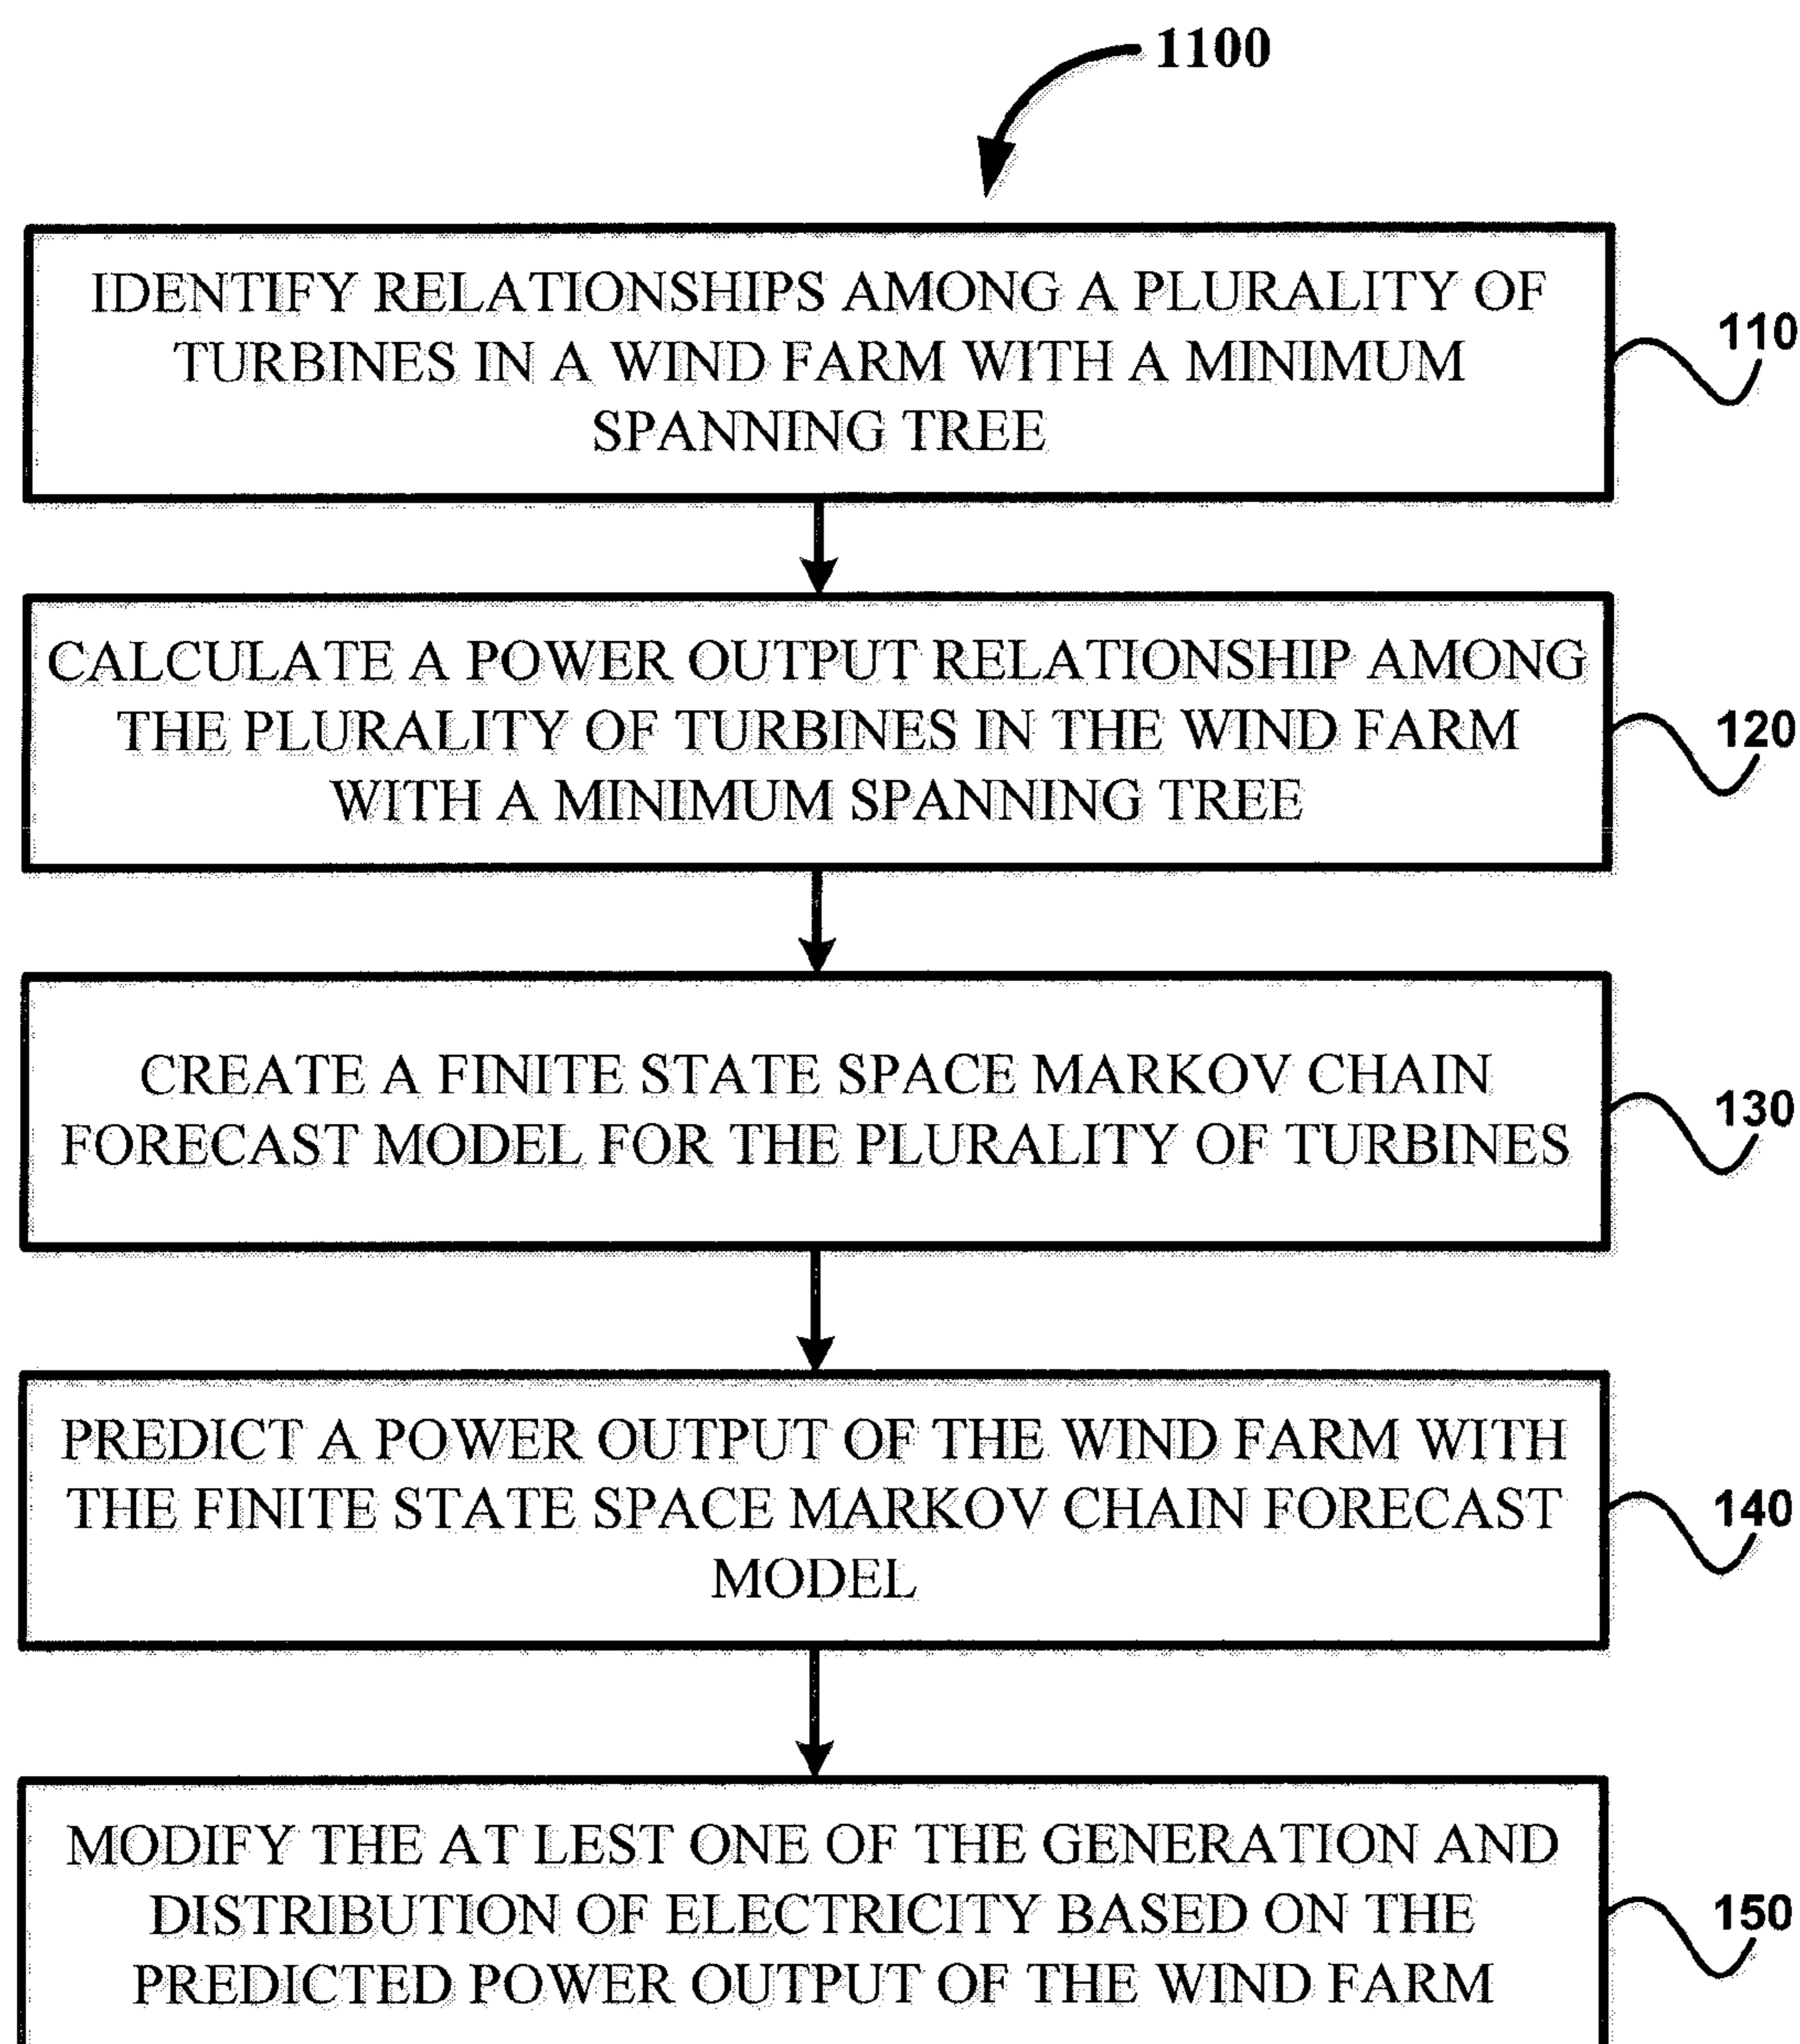 1100
IDENTIFY RELATIONSHIPS AMONG A PLURALITY OF
TURBINES IN A WIND FARM WITH A MINIMUM
SPANNING TREE
110
CALCULATE A POWER OUTPUT RELATIONSHIP AMONG
THE PLURALITY OF TURBINES IN THE WIND FARM
WITH A MINIMUM SPANNING TREE
120
CREATE A FINITE STATE SPACE MARKOV CHAIN
FORECAST MODEL FOR THE PLURALITY OF TURBINES
130
PREDICT A POWER OUTPUT OF THE WIND FARM WITH
THE FINITE STATE SPACE MARKOV CHAIN FORECAST
MODEL
140
MODIFY THE AT LEST ONE OF THE GENERATION AND
DISTRIBUTION OF ELECTRICITY BASED ON THE
PREDICTED POWER OUTPUT OF THE WIND FARM
150